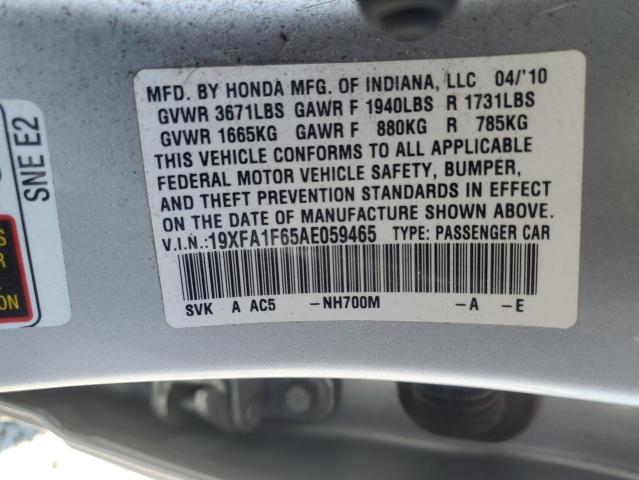 MFD. BY HONDA MFG. OF INDIANA, LLC 04/'10
GVWR 3671LBS GAWR F 1940LBS R 1731LBS
GVWR 1665KG GAWR F 880KG R 785KG
THIS VEHICLE CONFORMS TO ALL APPLICABLE
FEDERAL MOTOR VEHICLE SAFETY, BUMPER,
AND THEFT PREVENTION STANDARDS IN EFFECT
ON THE DATE OF MANUFACTURE SHOWN ABOVE.
V.I.N.:19XFA1F65AE059465 TYPE: PASSENGER CAR
SVK A AC5 -NH700M -A -E
SNE E2